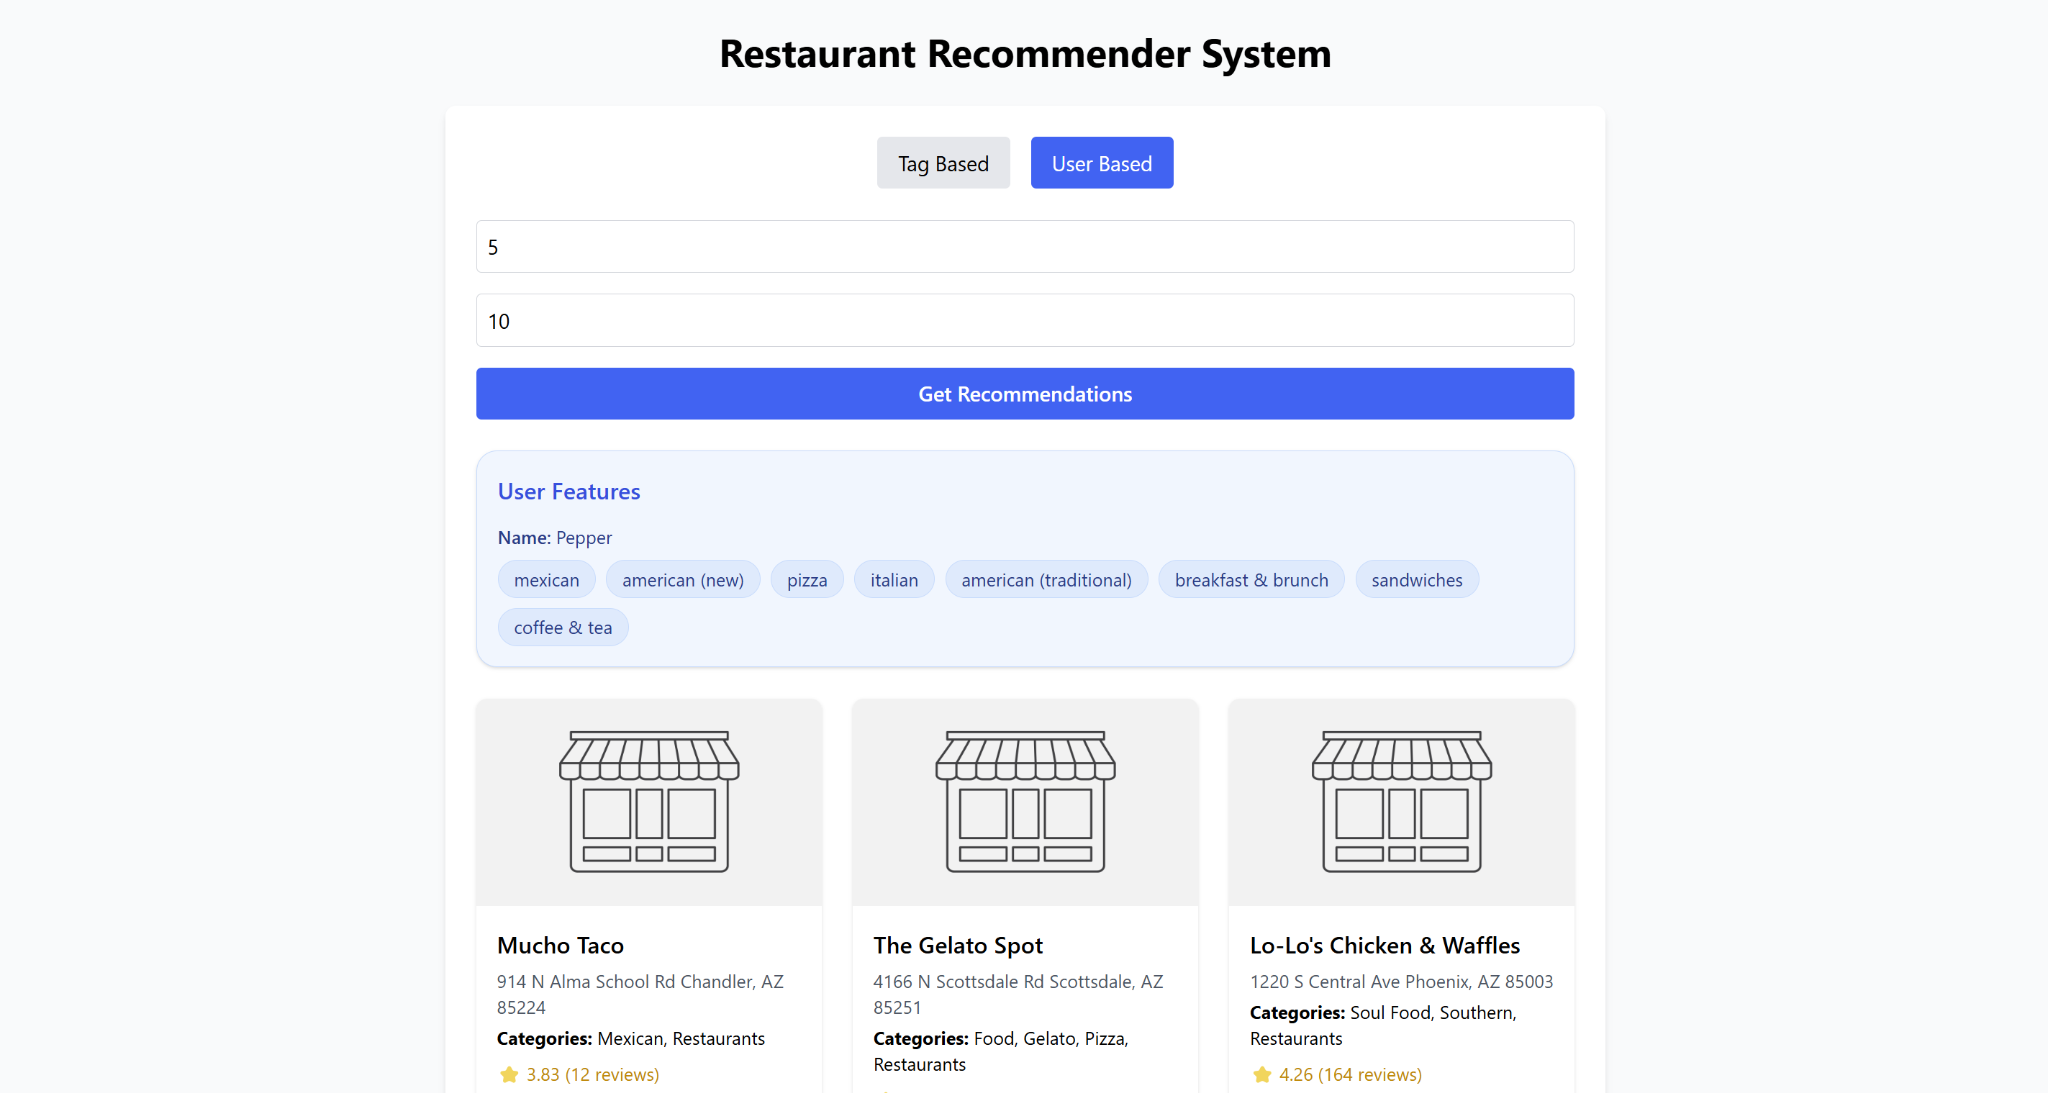 Restaurant Recommender System
Tag Based
User Based
5
10
Get Recommendations
User Features
Name: Pepper
mexican
american (new)
pizza
italian
american (traditional)
breakfast & brunch
sandwiches
coffee & tea
Mucho Taco
914 N Alma School Rd Chandler, AZ
85224
Categories: Mexican, Restaurants
3.83 (12 reviews)
The Gelato Spot
4166 N Scottsdale Rd Scottsdale, AZ
85251
Categories: Food, Gelato, Pizza,
Restaurants
Lo-Lo's Chicken & Waffles
1220 S Central Ave Phoenix, AZ 85003
Categories: Soul Food, Southern,
Restaurants
4.26 (164 reviews)